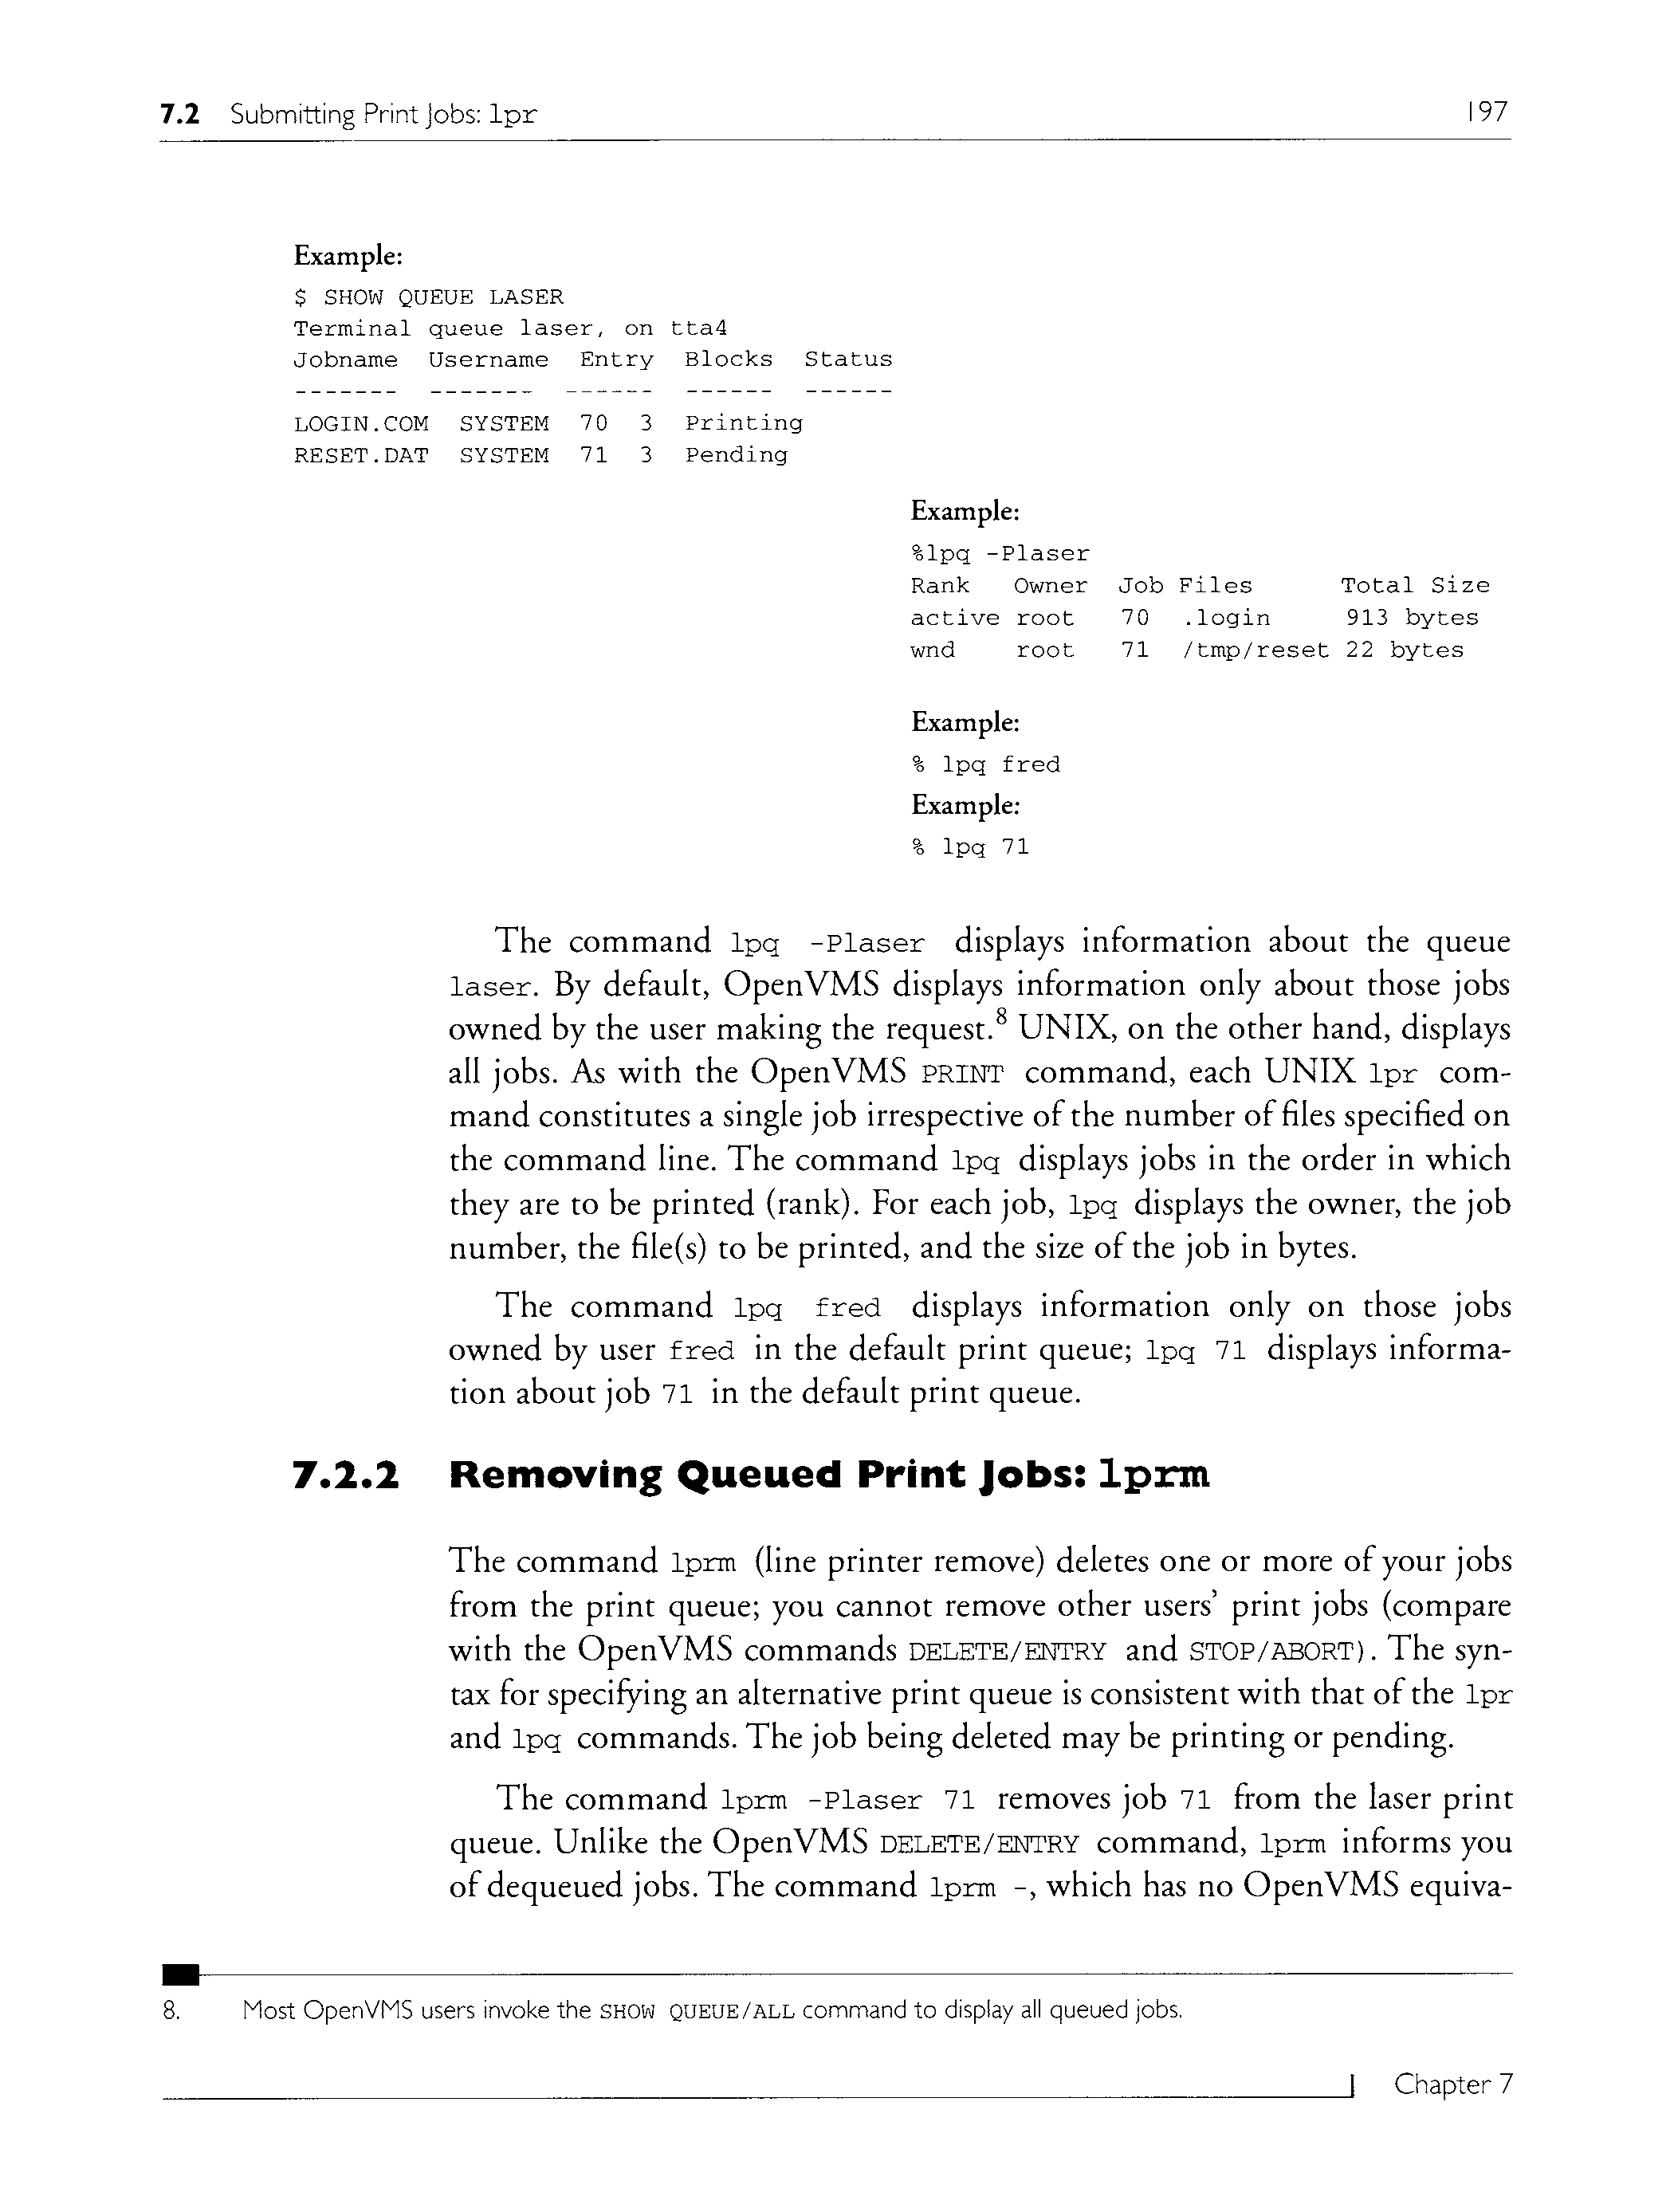 7.2 Submitting Print Jobs: lpr 197
Example:
$ SHOW QUEUE LASER
Terminal queue laser, on tta4
Jobname Username Entry Blocks Status
------- ------- ------ ------ ------
LOGIN.COM SYSTEM 70 3 Printing
RESET.DAT SYSTEM 71 3 Pending
Example:
%lpq -Plaser
Rank Owner Job Files Total Size
active root 70 .login 913 bytes
wnd root 71 /tmp/reset 22 bytes
Example:
% lpq fred
Example:
% lpq 71
The command lpq -Plaser displays information about the queue
laser. By default, OpenVMS displays information only about those jobs
owned by the user making the request.8 UNIX, on the other hand, displays
all jobs. As with the OpenVMS PRINT command, each UNIX lpr com-
mand constitutes a single job irrespective of the number of files specified on
the command line. The command lpq displays jobs in the order in which
they are to be printed (rank). For each job, lpq displays the owner, the job
number, the file(s) to be printed, and the size of the job in bytes.
The command lpq fred displays information only on those jobs
owned by user fred in the default print queue; lpq 71 displays informa-
tion about job 71 in the default print queue.
7.2.2 Removing Queued Print Jobs: lprm
The command lprm (line printer remove) deletes one or more of your jobs
from the print queue; you cannot remove other users' print jobs (compare
with the OpenVMS commands DELETE/ENTRY and STOP/ABORT). The syn-
tax for specifying an alternative print queue is consistent with that of the lpr
and lpq commands. The job being deleted may be printing or pending.
The command lprm -Plaser 71 removes job 71 from the laser print
queue. Unlike the OpenVMS DELETE/ENTRY command, lprm informs you
of dequeued jobs. The command lprm -, which has no OpenVMS equiva-
8. Most OpenVMS users invoke the SHOW QUEUE/ALL command to display all queued jobs.
Chapter 7